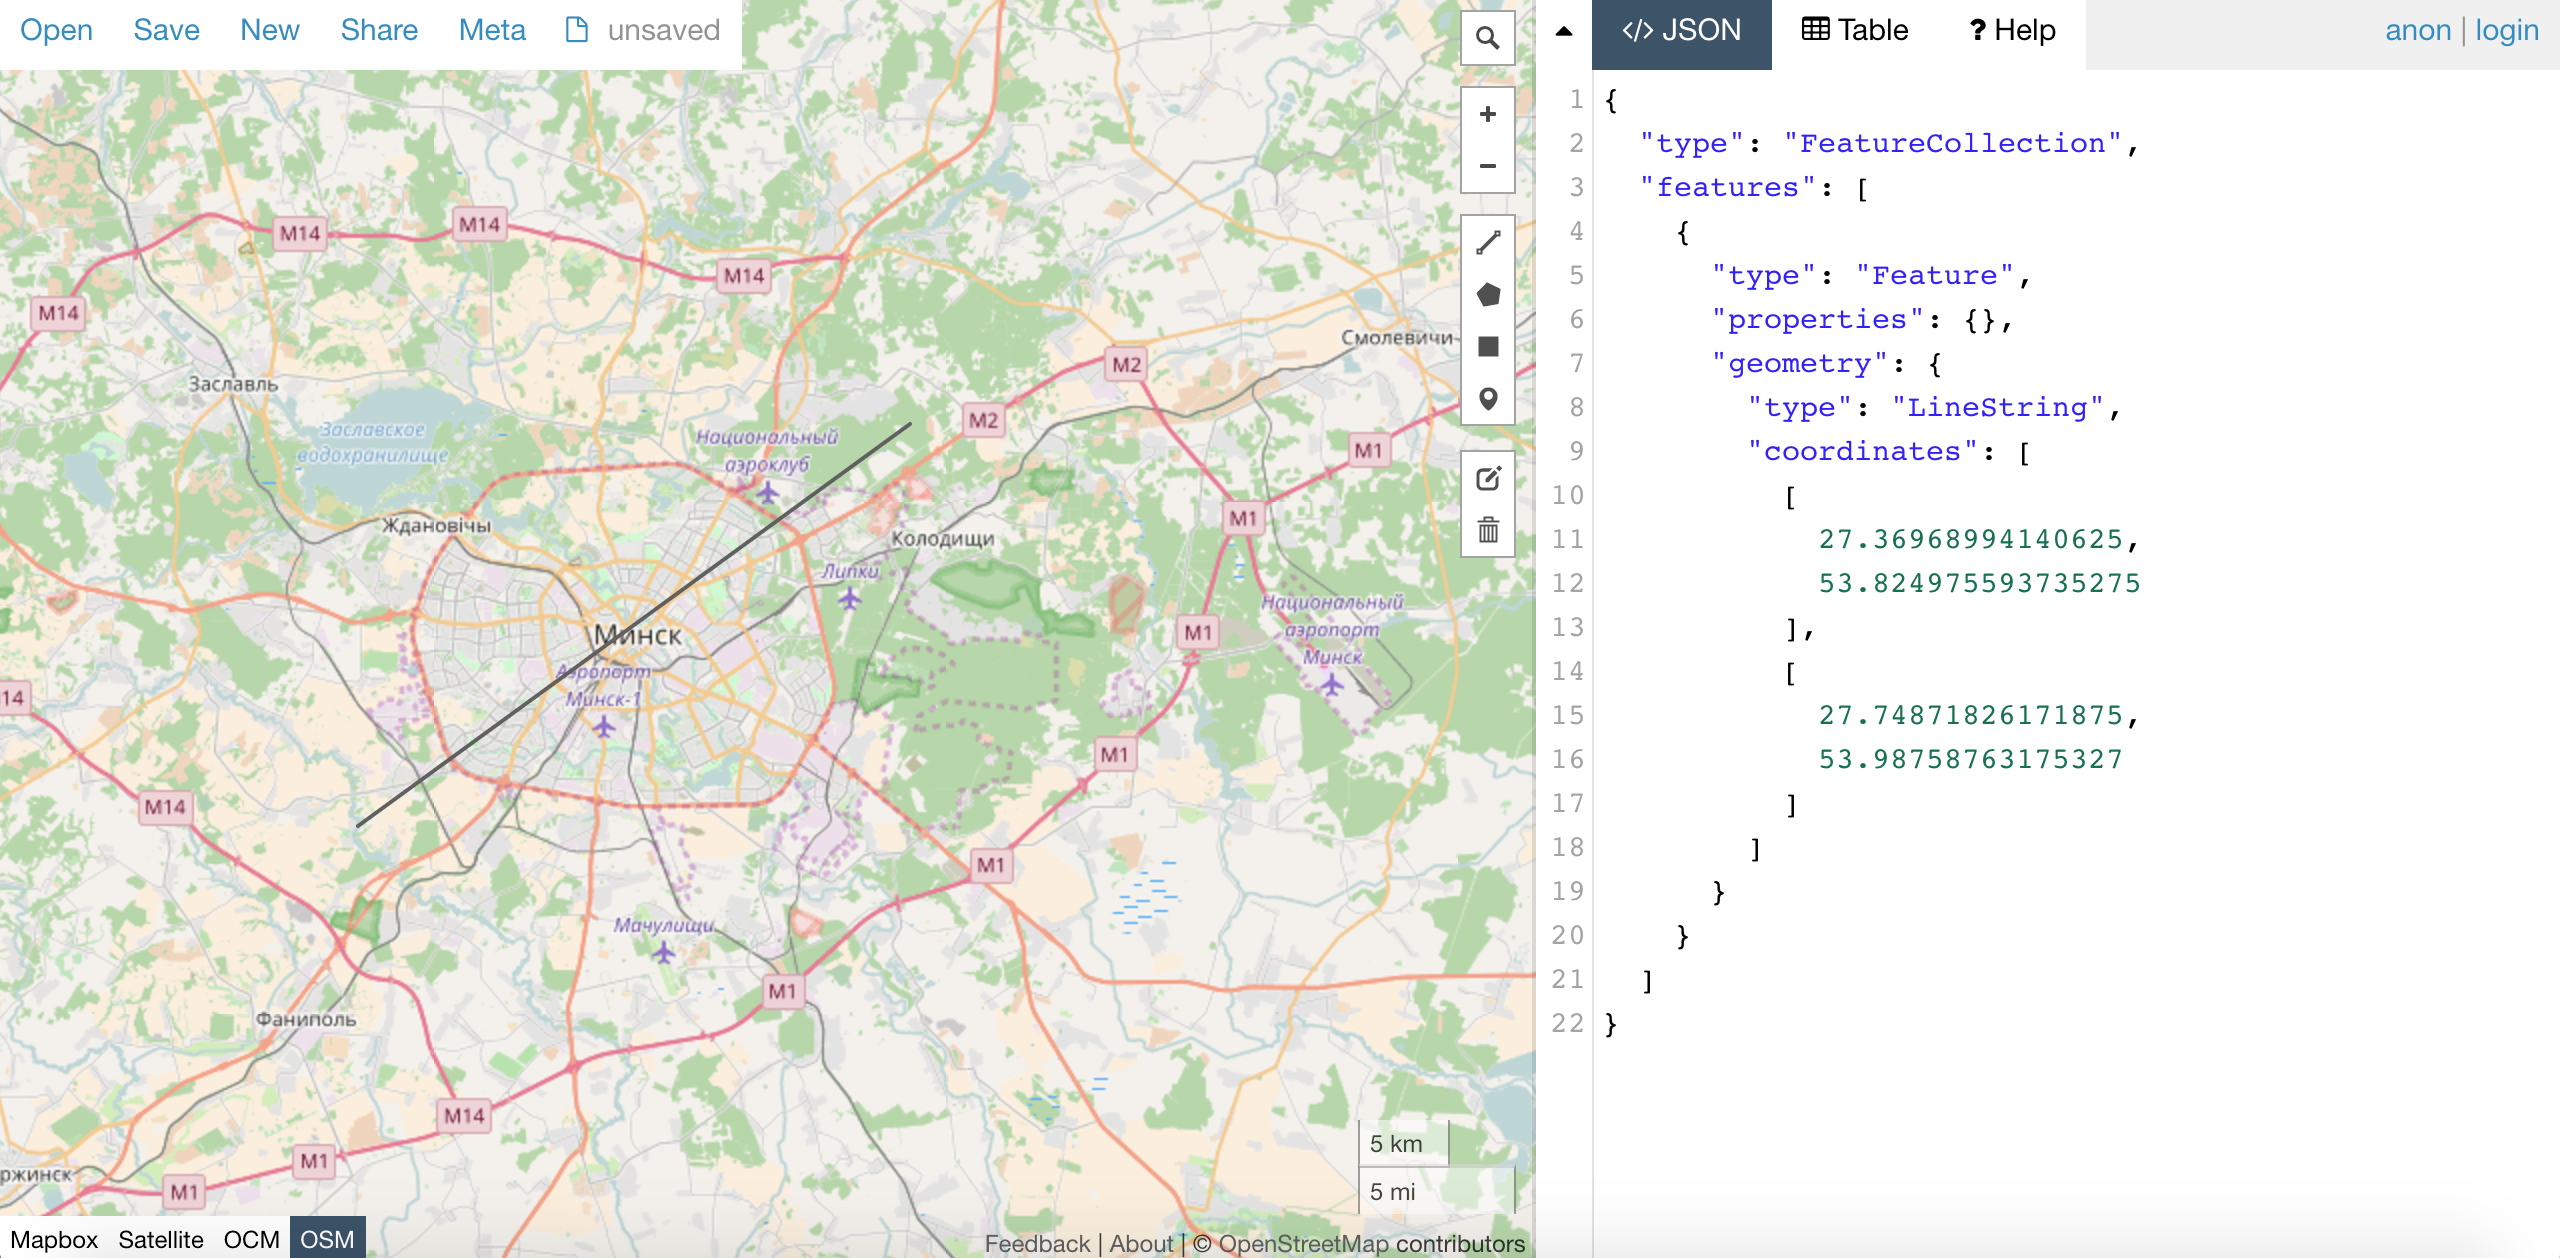 Open Save New Share Meta unsaved
M14
M14
M14
M14
Смолевичи
M2
Заславль
M2
Заславское
водохранилище
Национальный
аэроклуб
M1
Ждановічы
M1
Колодищи
Липки
Национальный
аэропорт
Минск
M1
Минск
Аэропорт
Минск-1
14
M1
M14
M1
Мачулищи
M1
Фаниполь
M14
M1
ржинск
M1
5 km
5 mi
Mapbox Satellite OCM OSM
Feedback | About | © OpenStreetMap contributors
</> JSON Table ? Help anon | login
1 {
2 "type": "FeatureCollection",
3 "features": [
4 {
5 "type": "Feature",
6 "properties": {},
7 "geometry": {
8 "type": "LineString",
9 "coordinates": [
10 [
11 27.36968994140625,
12 53.824975593735275
13 ],
14 [
15 27.74871826171875,
16 53.98758763175327
17 ]
18 ]
19 }
20 }
21 ]
22 }